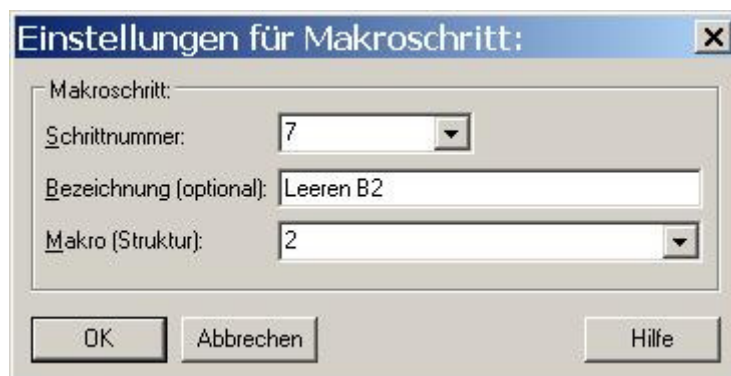 Einstellungen für Makroschritt:
Makroschritt:
Schrittnummer: 7
Bezeichnung (optional): Leeren B2
Makro (Struktur): 2
OK Abbrechen Hilfe